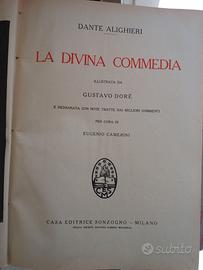 DANTE ALIGHIERI
LA DIVINA COMMEDIA
ILLUSTRATA DA
GUSTAVO DORÉ
E DICHIARATA CON NOTE TRATTE DAI MIGLIORI COMMENTI
PER CURA DI
EUGENIO CAMERINI
CASA EDITRICE SONZOGNO - MILANO
subito